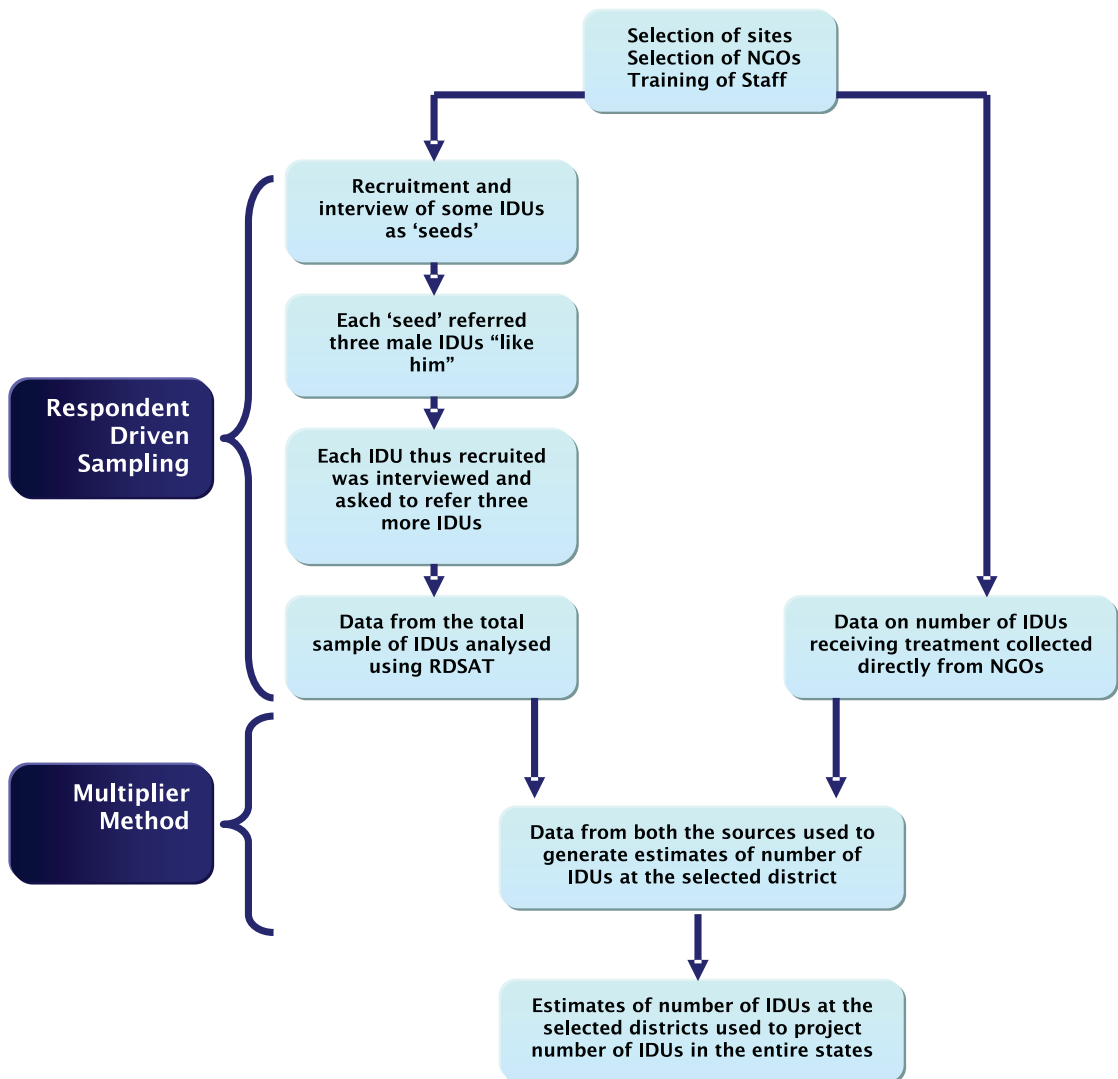 Selection of sites
Selection of NGOs
Training of Staff
Recruitment and
interview of some IDUs
as ‘seeds’
Each ‘seed’ referred
three male IDUs “like
him”
Respondent
Driven
Sampling
Each IDU thus recruited
was interviewed and
asked to refer three
more IDUs
Data from the total
sample of IDUs analysed
using RDSAT
Data on number of IDUs
receiving treatment collected
directly from NGOs
Multiplier
Method
Data from both the sources used to
generate estimates of number of
IDUs at the selected district
Estimates of number of IDUs at the
selected districts used to project
number of IDUs in the entire states